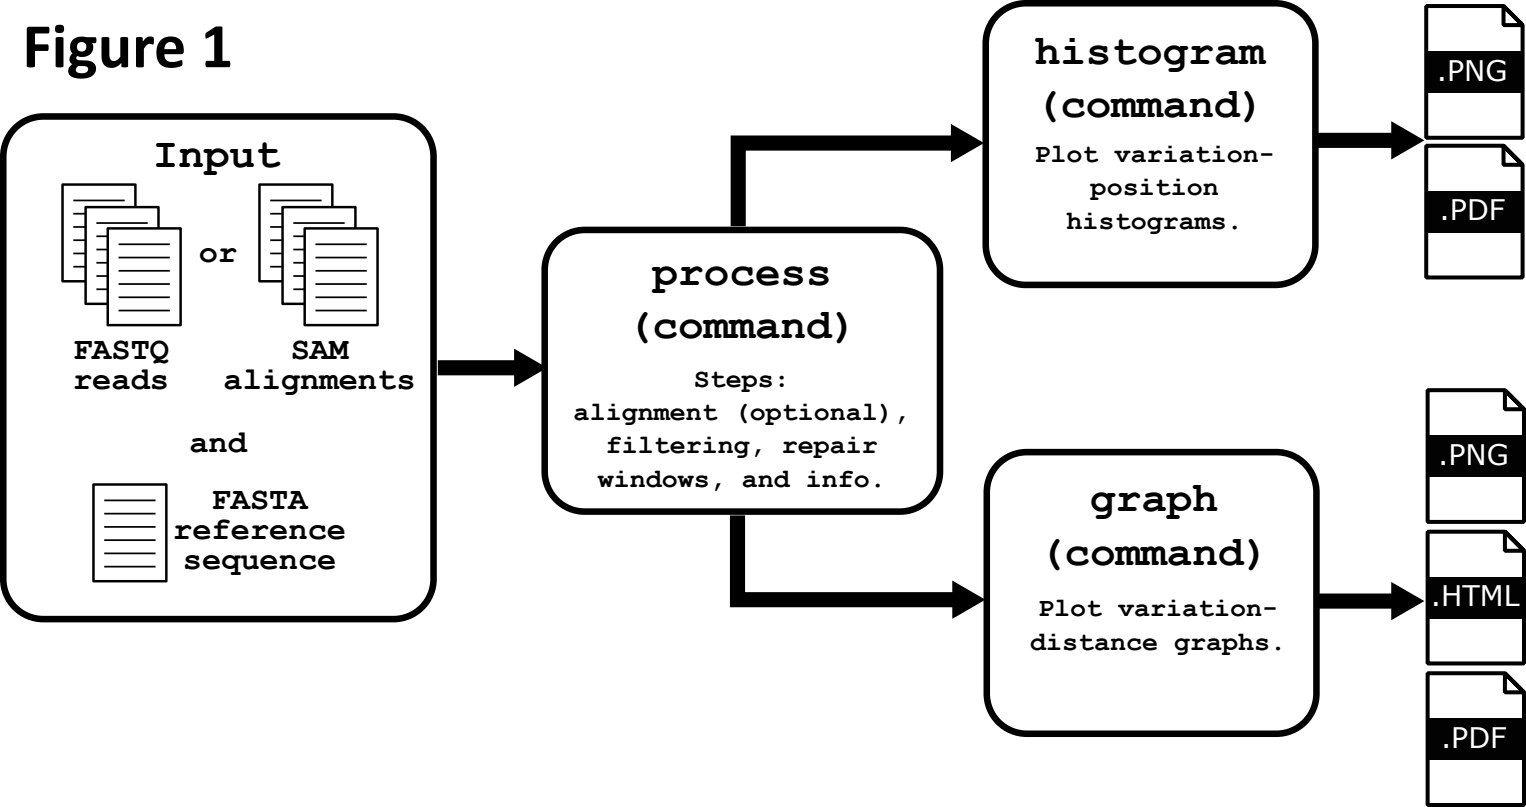 Figure 1
Input
or
FASTQ
reads
SAM
alignments
and
FASTA
reference
sequence
process
(command)
Steps:
alignment (optional),
filtering, repair
windows, and info.
histogram
(command)
Plot variation-
position
histograms.
.PNG
.PDF
graph
(command)
Plot variation-
distance graphs.
.PNG
.HTML
.PDF